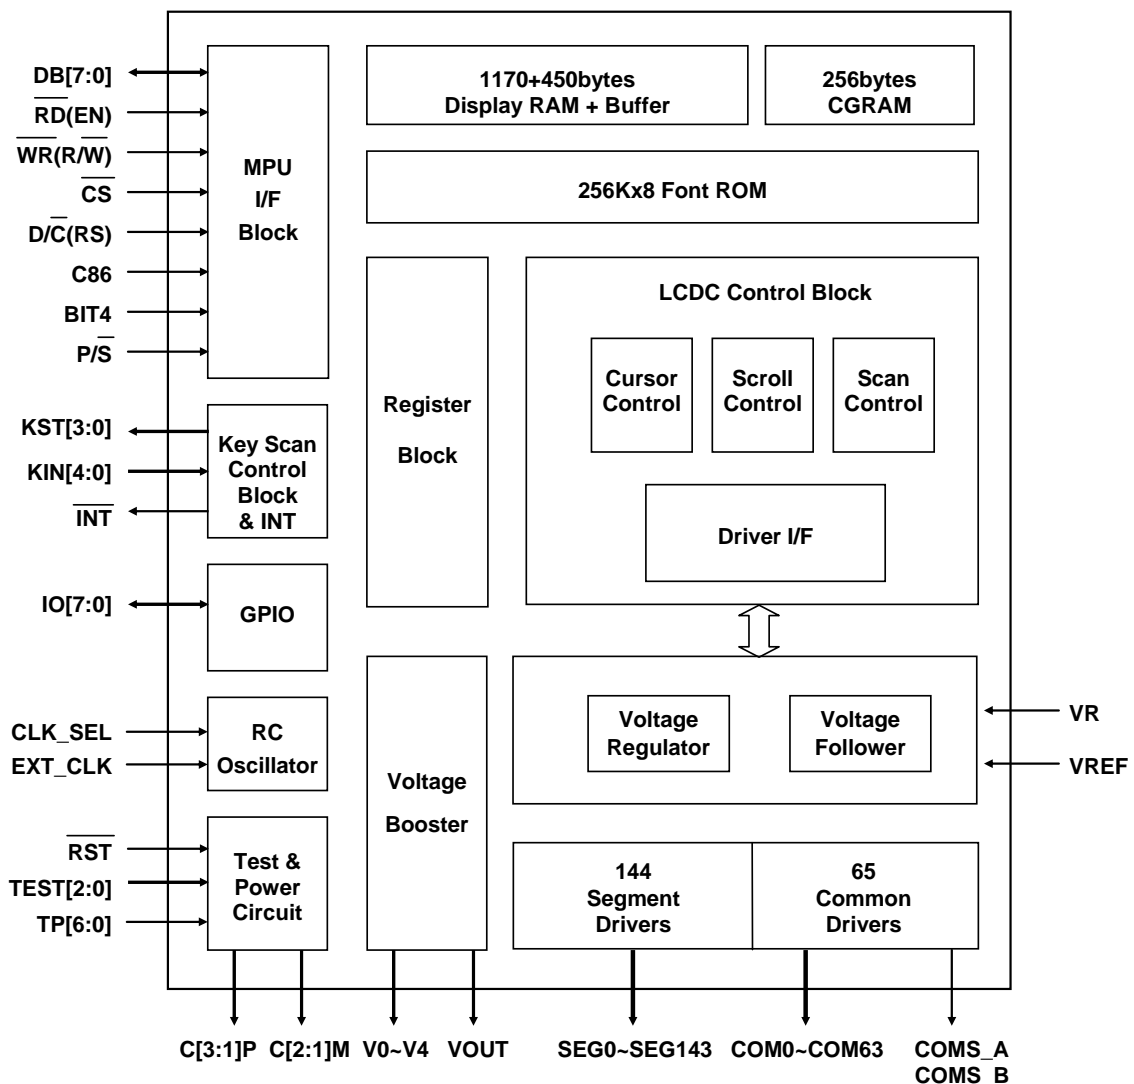 DB[7:0]
RD(EN)
WR(R/W)
CS
D/C(RS)
C86
BIT4
P/S
MPU
I/F
Block
1170+450bytes
Display RAM + Buffer
256bytes
CGRAM
256Kx8 Font ROM
Register
Block
LCDC Control Block
Cursor
Control
Scroll
Control
Scan
Control
Driver I/F
KST[3:0]
KIN[4:0]
INT
Key Scan
Control
Block
& INT
IO[7:0]
GPIO
CLK_SEL
EXT_CLK
RC
Oscillator
Voltage
Booster
Voltage
Regulator
Voltage
Follower
VR
VREF
RST
TEST[2:0]
TP[6:0]
Test &
Power
Circuit
144
Segment
Drivers
65
Common
Drivers
C[3:1]P
C[2:1]M
V0~V4
VOUT
SEG0~SEG143
COM0~COM63
COMS_A
COMS_B